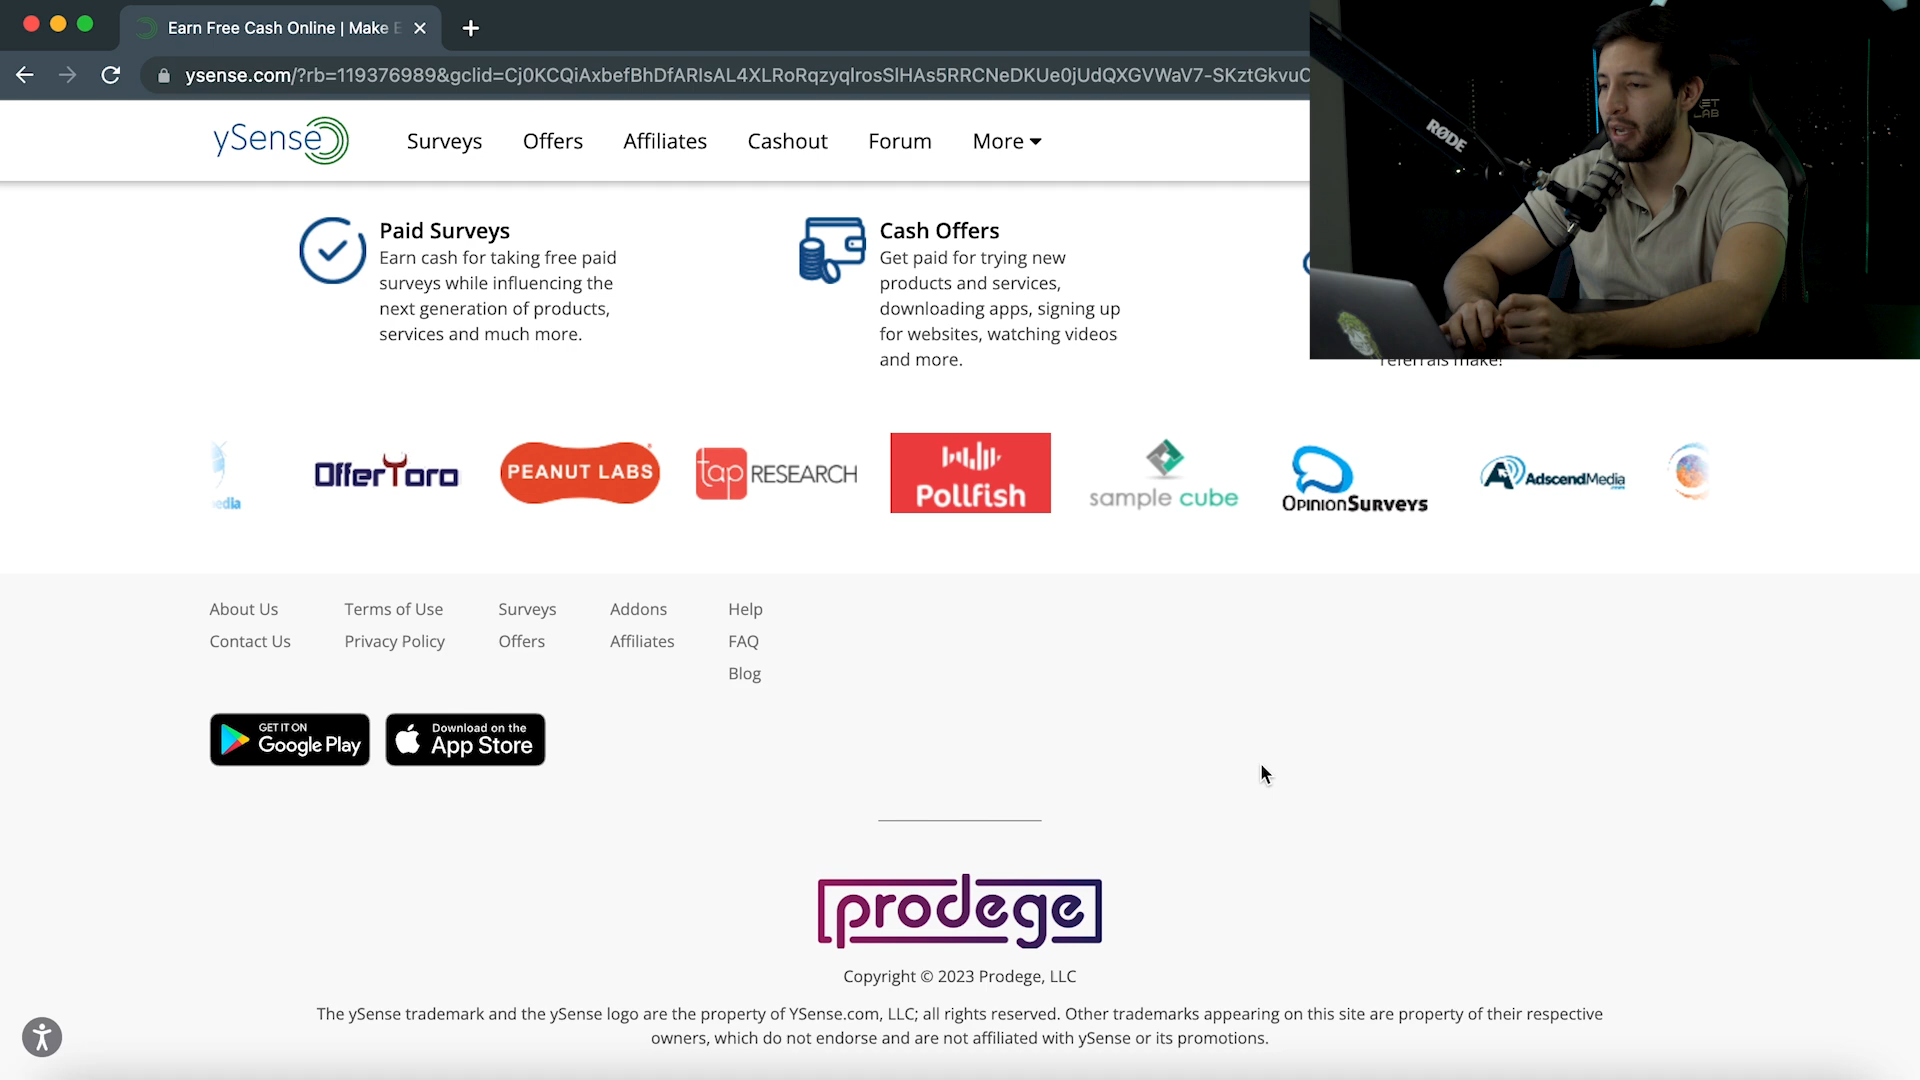 Earn Free Cash Online | Make E
ysense.com/?rb=119376989&gclid=Cj0KCQiAxbefBhDfARIsAL4XLRoRqzyqlrosSlHAs5RRCNeDKUe0jUdQXGVWaV7-SKztGkvuC
ySense
Surveys
Offers
Affiliates
Cashout
Forum
More
RØDE
Paid Surveys
Earn cash for taking free paid
surveys while influencing the
next generation of products,
services and much more.
Cash Offers
Get paid for trying new
products and services,
downloading apps, signing up
for websites, watching videos
and more.
referrals make!
edia
OfferToro
PEANUT LABS
tap RESEARCH
Pollfish
sample cube
OPINIONSURVEYS
AdscendMedia
About Us
Terms of Use
Surveys
Addons
Help
Contact Us
Privacy Policy
Offers
Affiliates
FAQ
Blog
GET IT ON
Google Play
Download on the
App Store
prodege
Copyright © 2023 Prodege, LLC
The ySense trademark and the ySense logo are the property of YSense.com, LLC; all rights reserved. Other trademarks appearing on this site are property of their respective
owners, which do not endorse and are not affiliated with ySense or its promotions.